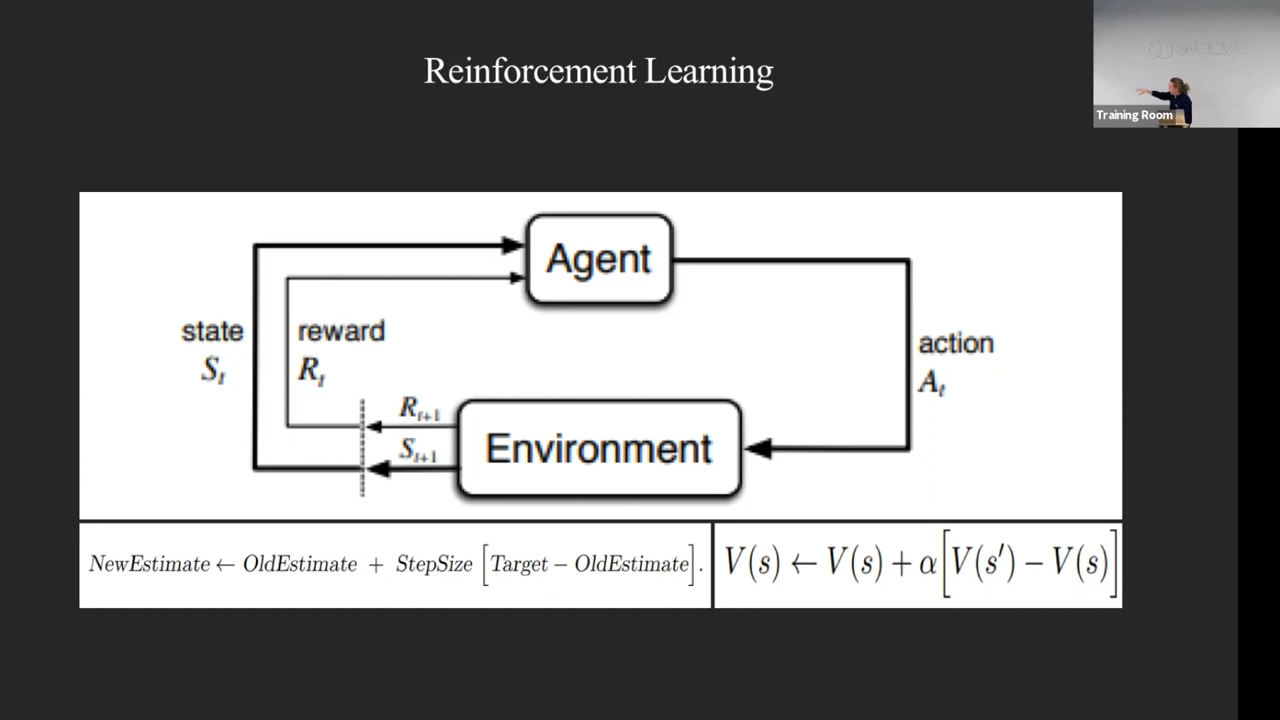 Reinforcement Learning
weave
Training Room
Agent
state
S_t
reward
R_t
action
A_t
R_{t+1}
S_{t+1}
Environment
NewEstimate ← OldEstimate + StepSize [Target − OldEstimate].
V(s) ← V(s) + α[V(s′) − V(s)]